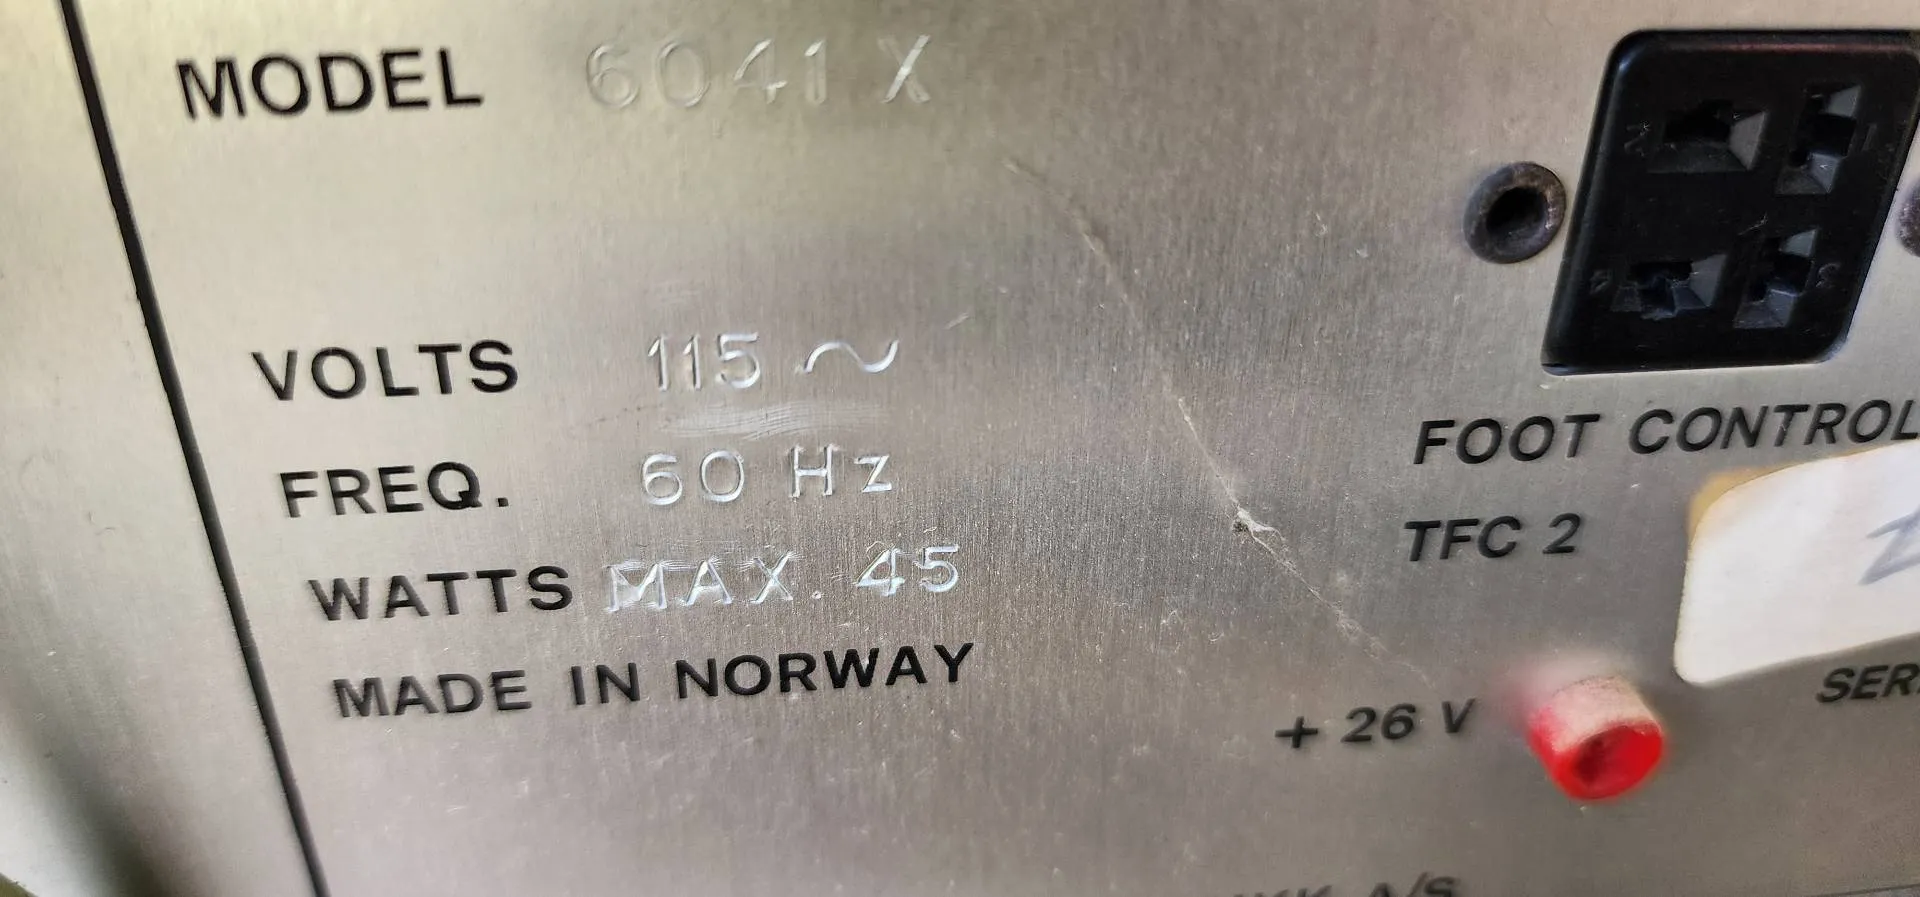 MODEL 6041 X
VOLTS 115 ~
FREQ. 60 Hz
WATTS MAX. 45
MADE IN NORWAY
FOOT CONTROL
TFC 2
+ 26 V
A/S